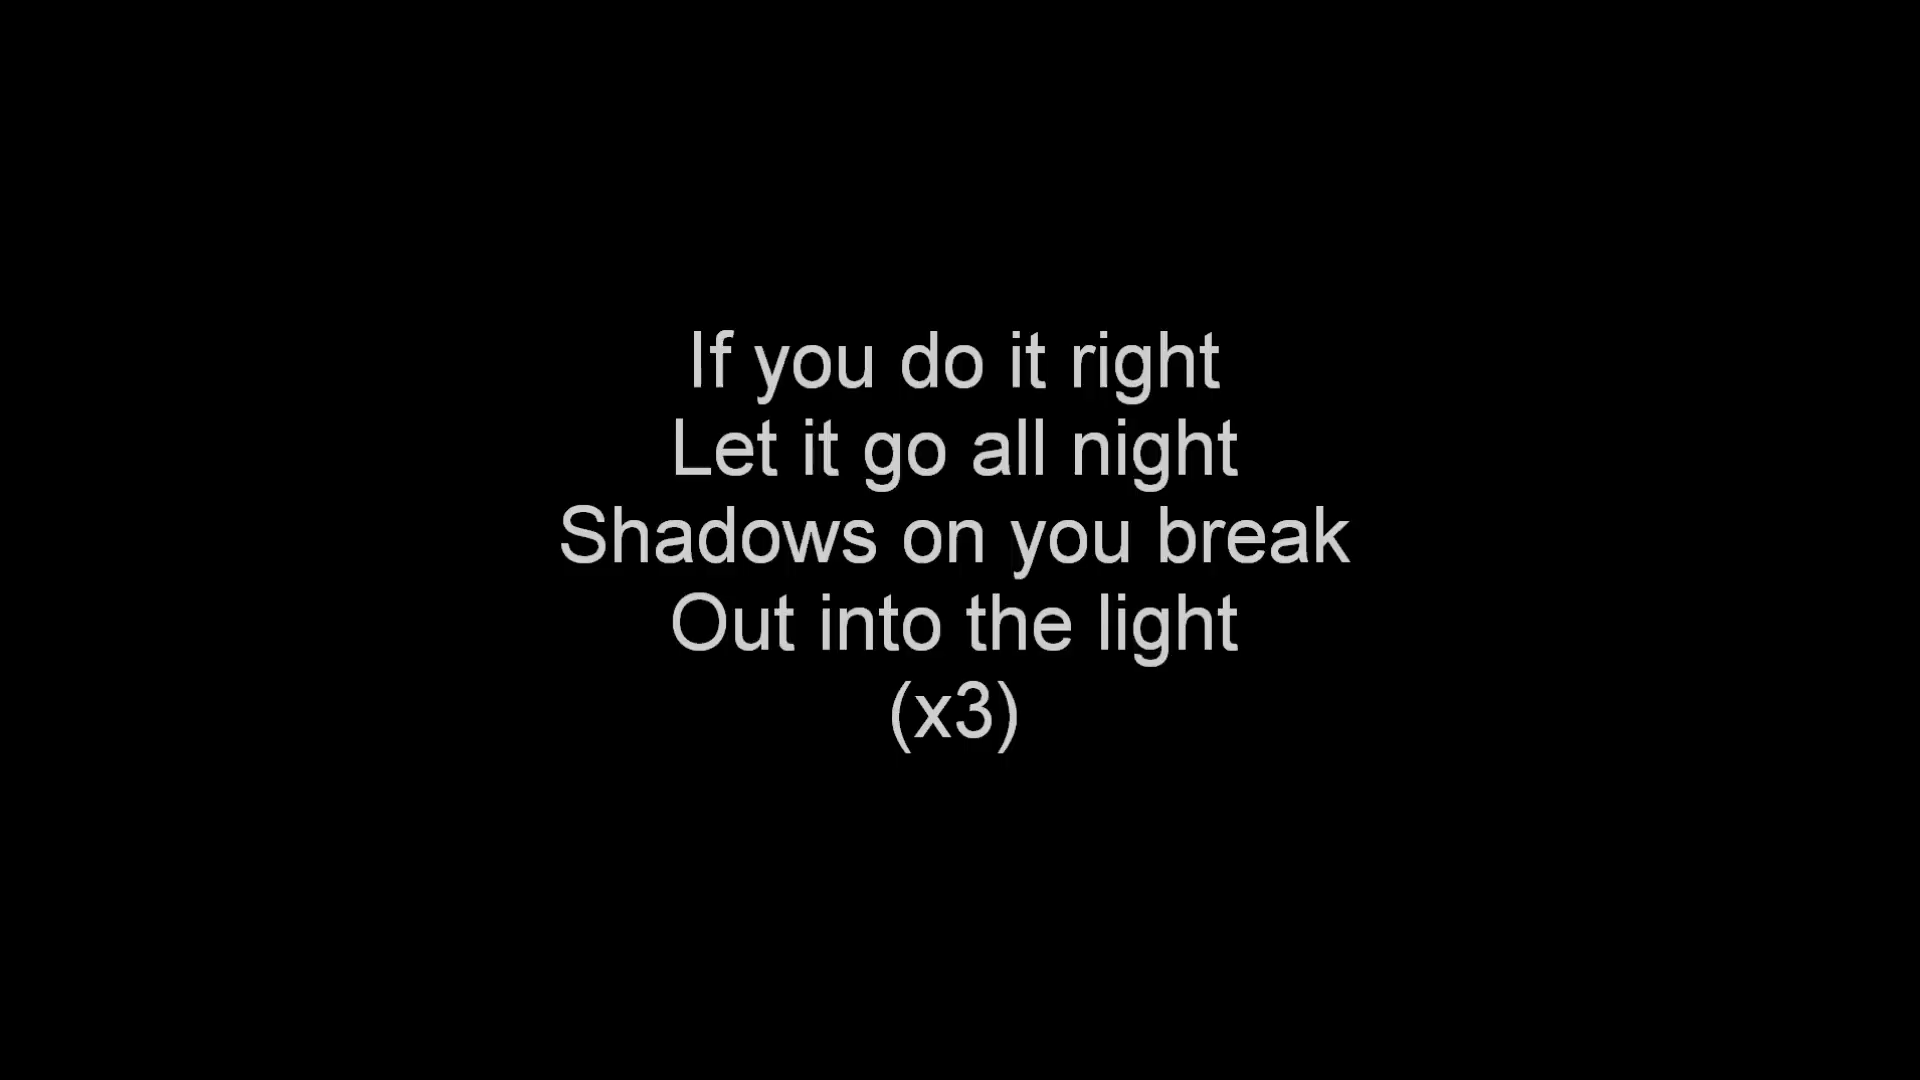 If you do it right
Let it go all night
Shadows on you break
Out into the light
(x3)